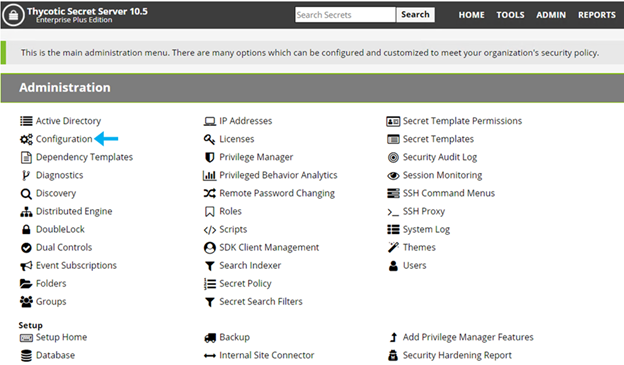 Thycotic Secret Server 10.5
Enterprise Plus Edition
Search Secrets
Search
HOME
TOOLS
ADMIN
REPORTS
This is the main administration menu. There are many options which can be configured and customized to meet your organization's security policy.
Administration
Active Directory
Configuration
Dependency Templates
Diagnostics
Discovery
Distributed Engine
DoubleLock
Dual Controls
Event Subscriptions
Folders
Groups
IP Addresses
Licenses
Privilege Manager
Privileged Behavior Analytics
Remote Password Changing
Roles
Scripts
SDK Client Management
Search Indexer
Secret Policy
Secret Search Filters
Secret Template Permissions
Secret Templates
Security Audit Log
Session Monitoring
SSH Command Menus
SSH Proxy
System Log
Themes
Users
Setup
Setup Home
Database
Backup
Internal Site Connector
Add Privilege Manager Features
Security Hardening Report